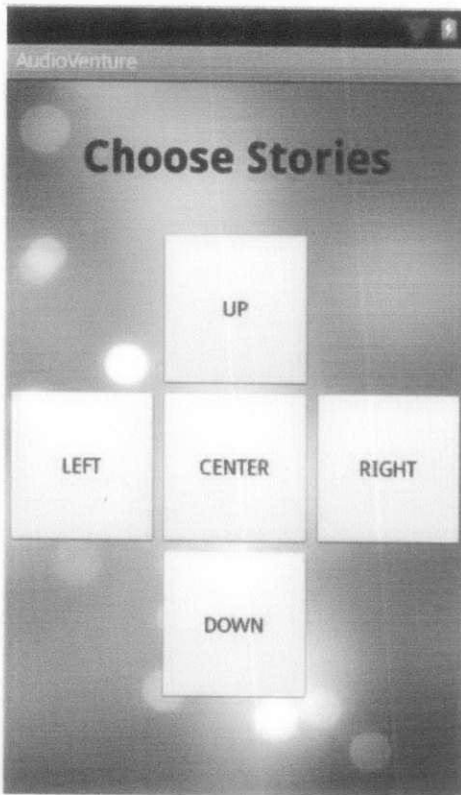 AudioVenture
Choose Stories
UP
LEFT CENTER RIGHT
DOWN